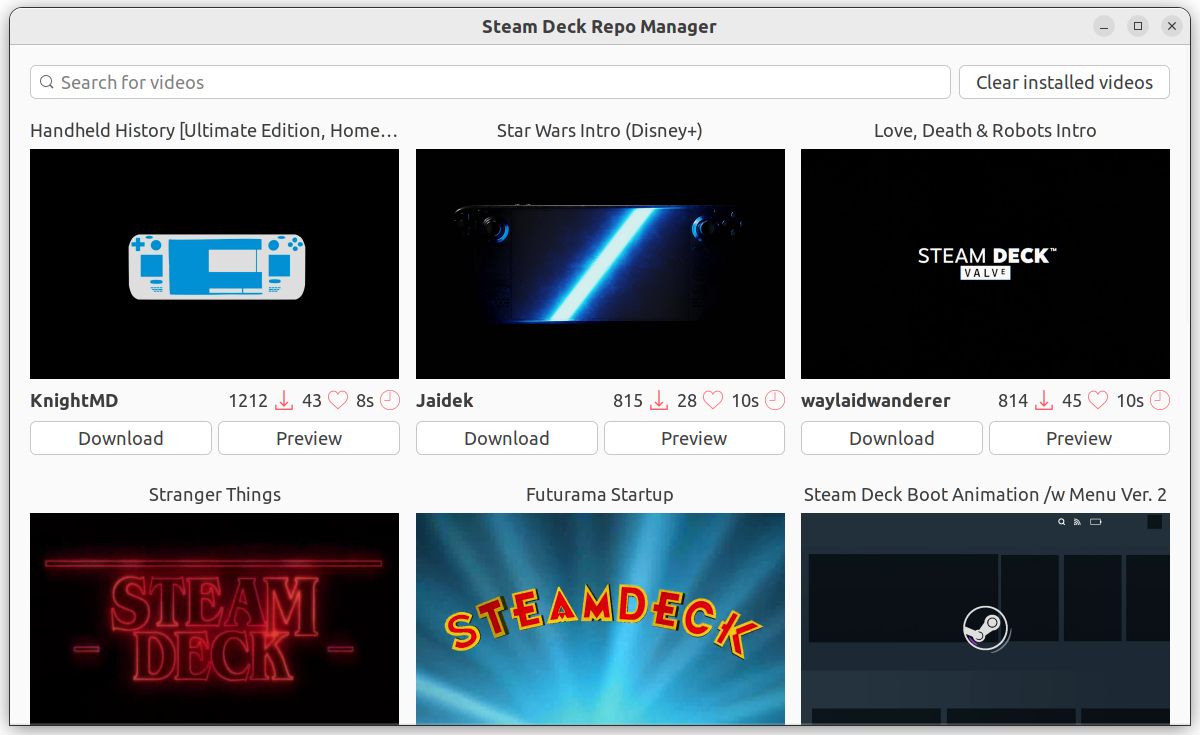 Steam Deck Repo Manager
Search for videos
Clear installed videos
Handheld History [Ultimate Edition, Home…
Star Wars Intro (Disney+)
Love, Death & Robots Intro
STEAM DECK™
VALVE
KnightMD 1212 43 8s
Jaidek 815 28 10s
waylaidwanderer 814 45 10s
Download Preview
Download Preview
Download Preview
Stranger Things
Futurama Startup
Steam Deck Boot Animation /w Menu Ver. 2
STEAM
DECK
STEAMDECK